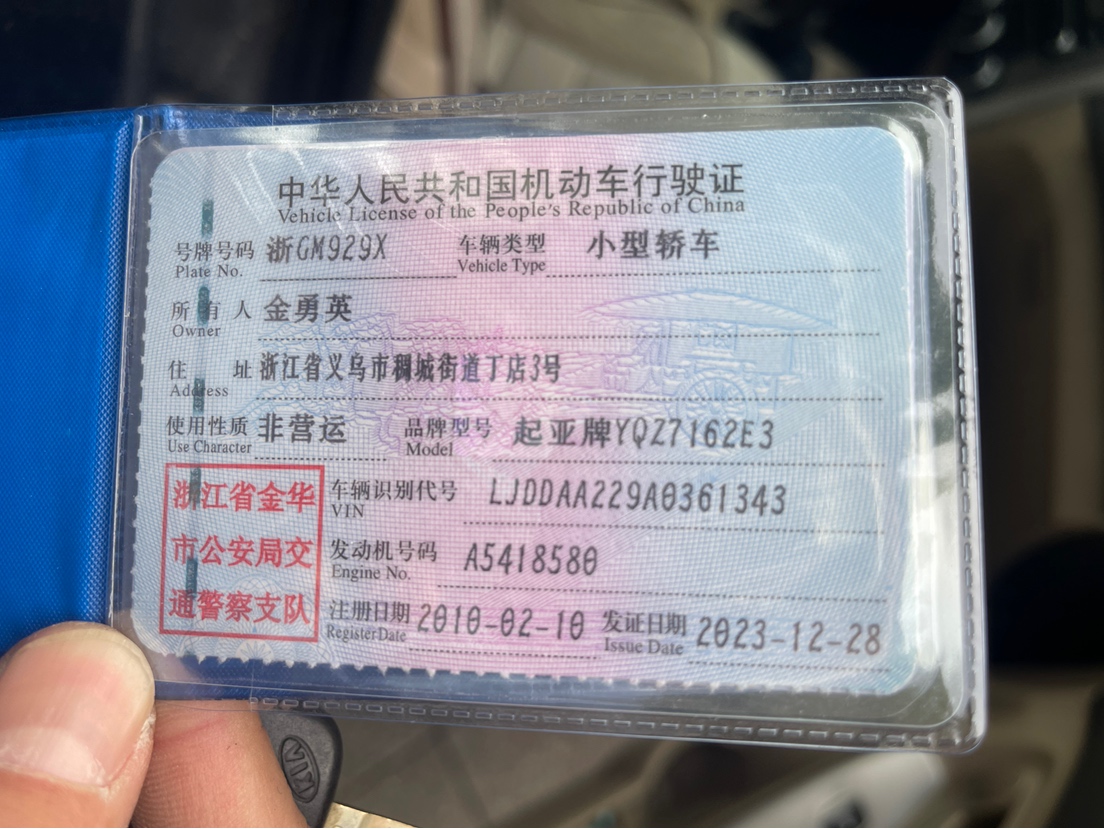 中华人民共和国机动车行驶证
Vehicle License of the People's Republic of China
号牌号码 浙GM929X 车辆类型 小型轿车
Plate No. Vehicle Type
所有人 金勇英
Owner
住址 浙江省义乌市稠城街道丁店3号
Address
使用性质 非营运 品牌型号 起亚牌YQZ7162E3
Use Character Model
浙江省金华
市公安局交
通警察支队
车辆识别代号 LJDDAA229A0361343
VIN
发动机号码 A5418580
Engine No.
注册日期 2010-02-10 发证日期 2023-12-28
Register Date Issue Date
KIA